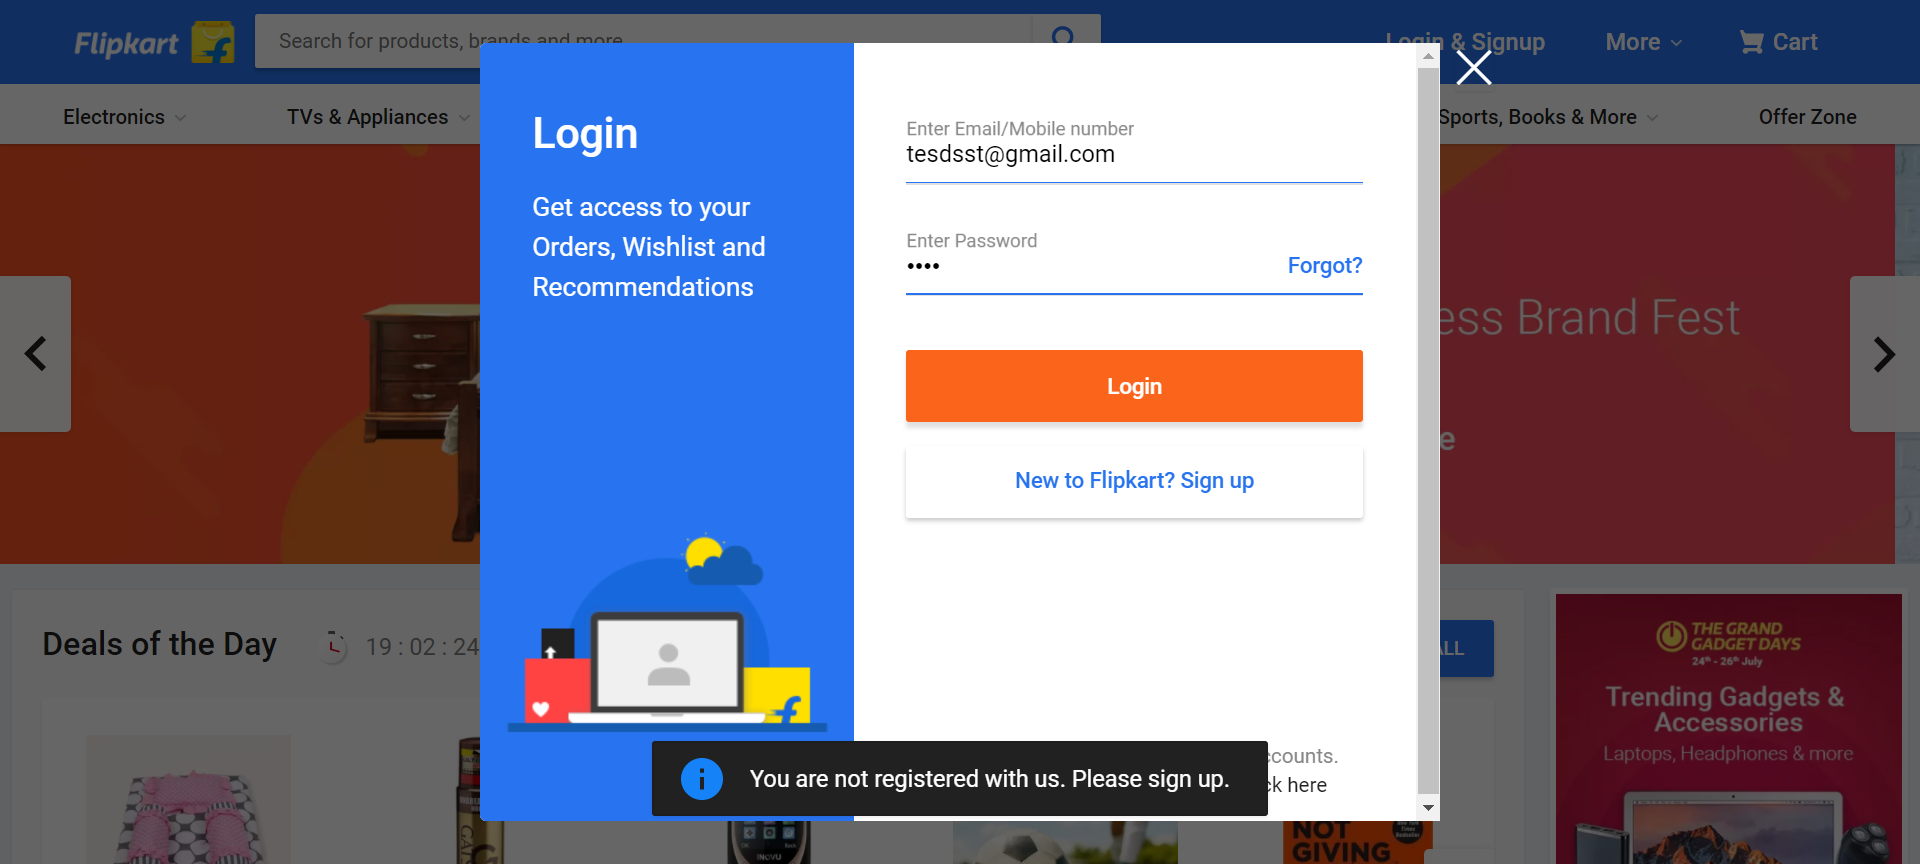 Flipkart
Search for products, brands and more
Login & Signup
More
Cart
Electronics
TVs & Appliances
Sports, Books & More
Offer Zone
Login
Get access to your
Orders, Wishlist and
Recommendations
Enter Email/Mobile number
tesdsst@gmail.com
Enter Password
••••
Forgot?
Login
New to Flipkart? Sign up
ess Brand Fest
e
Deals of the Day
19 : 02 : 24
ALL
THE GRAND
GADGET DAYS
24th - 26th July
Trending Gadgets &
Accessories
Laptops, Headphones & more
ccounts.
ck here
You are not registered with us. Please sign up.
INOVU
NOT
GIVING